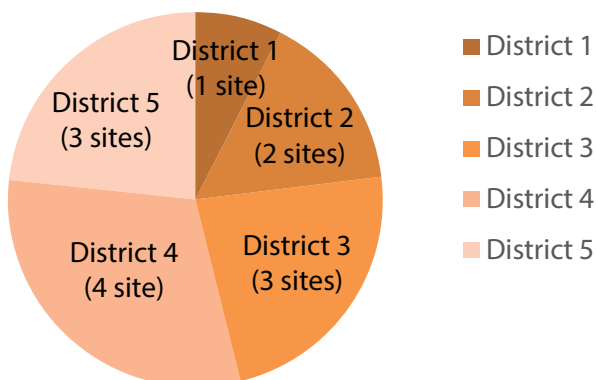 District 1
(1 site)
District 2
(2 sites)
District 3
(3 sites)
District 4
(4 site)
District 5
(3 sites)
District 1
District 2
District 3
District 4
District 5